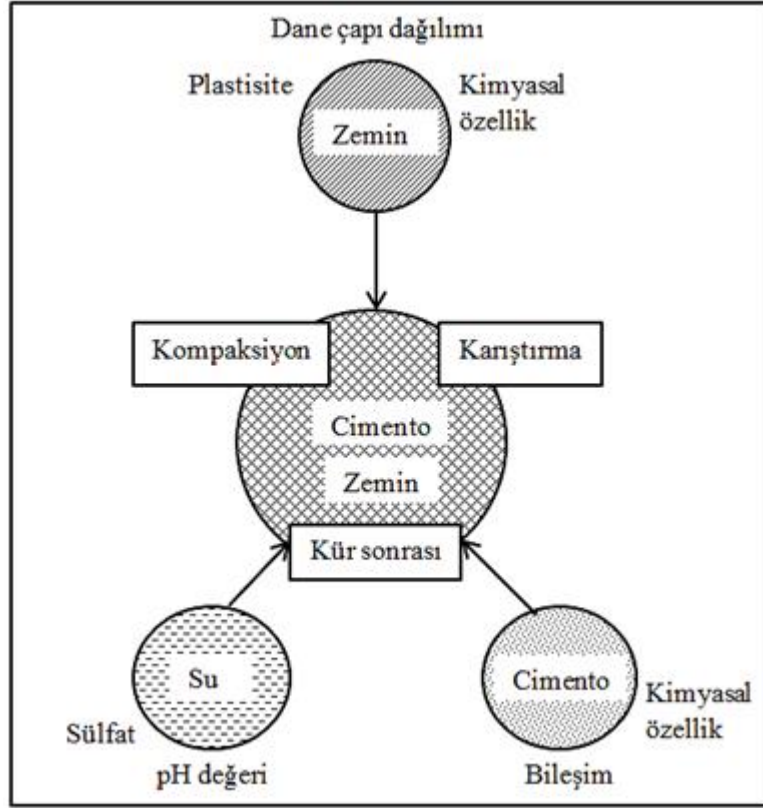 Dane çapı dağılımı
Plastisite
Kimyasal
özellik
Zemin
Kompaksiyon
Karıştırma
Cimento
Zemin
Kür sonrası
Su
Cimento
Sülfat
Kimyasal
özellik
pH değeri
Bileşim